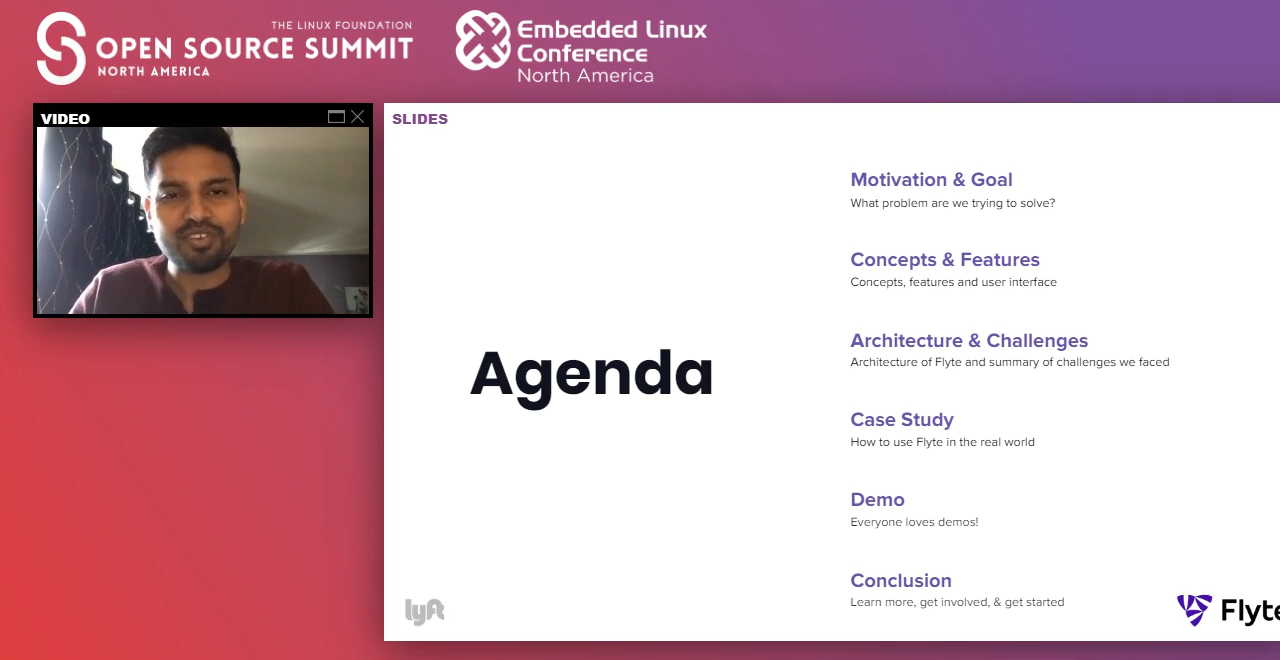 THE LINUX FOUNDATION
OPEN SOURCE SUMMIT
NORTH AMERICA
Embedded Linux
Conference
North America
VIDEO
SLIDES
Agenda
Motivation & Goal
What problem are we trying to solve?
Concepts & Features
Concepts, features and user interface
Architecture & Challenges
Architecture of Flyte and summary of challenges we faced
Case Study
How to use Flyte in the real world
Demo
Everyone loves demos!
Conclusion
Learn more, get involved, & get started
lyft
Flyte